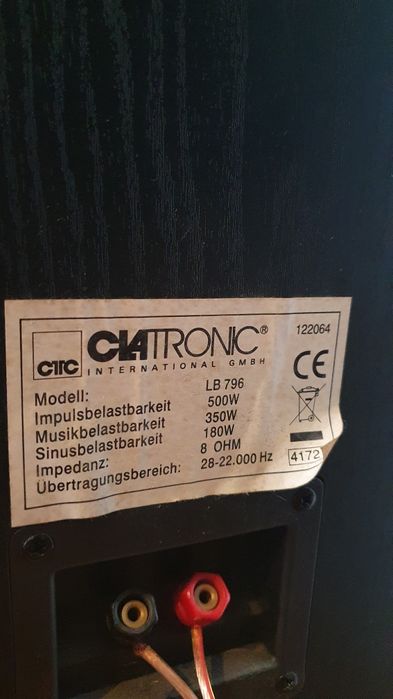 122064
CTC CLATRONIC®
INTERNATIONAL GMBH
CE
Modell: LB 796
Impulsbelastbarkeit 500W
Musikbelastbarkeit 350W
Sinusbelastbarkeit 180W
Impedanz: 8 OHM
Übertragungsbereich: 28-22.000 Hz
4172